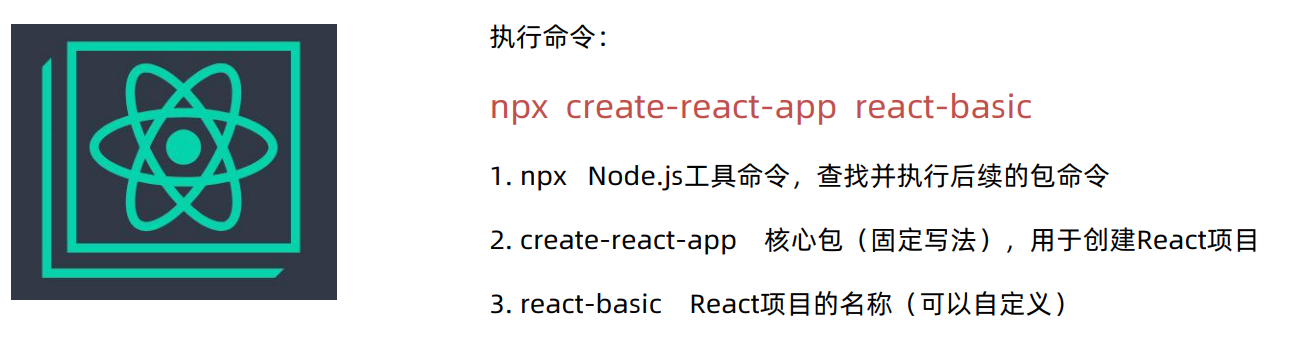 执行命令：
npx create-react-app react-basic
1. npx Node.js工具命令，查找并执行后续的包命令
2. create-react-app 核心包（固定写法），用于创建React项目
3. react-basic React项目的名称（可以自定义）